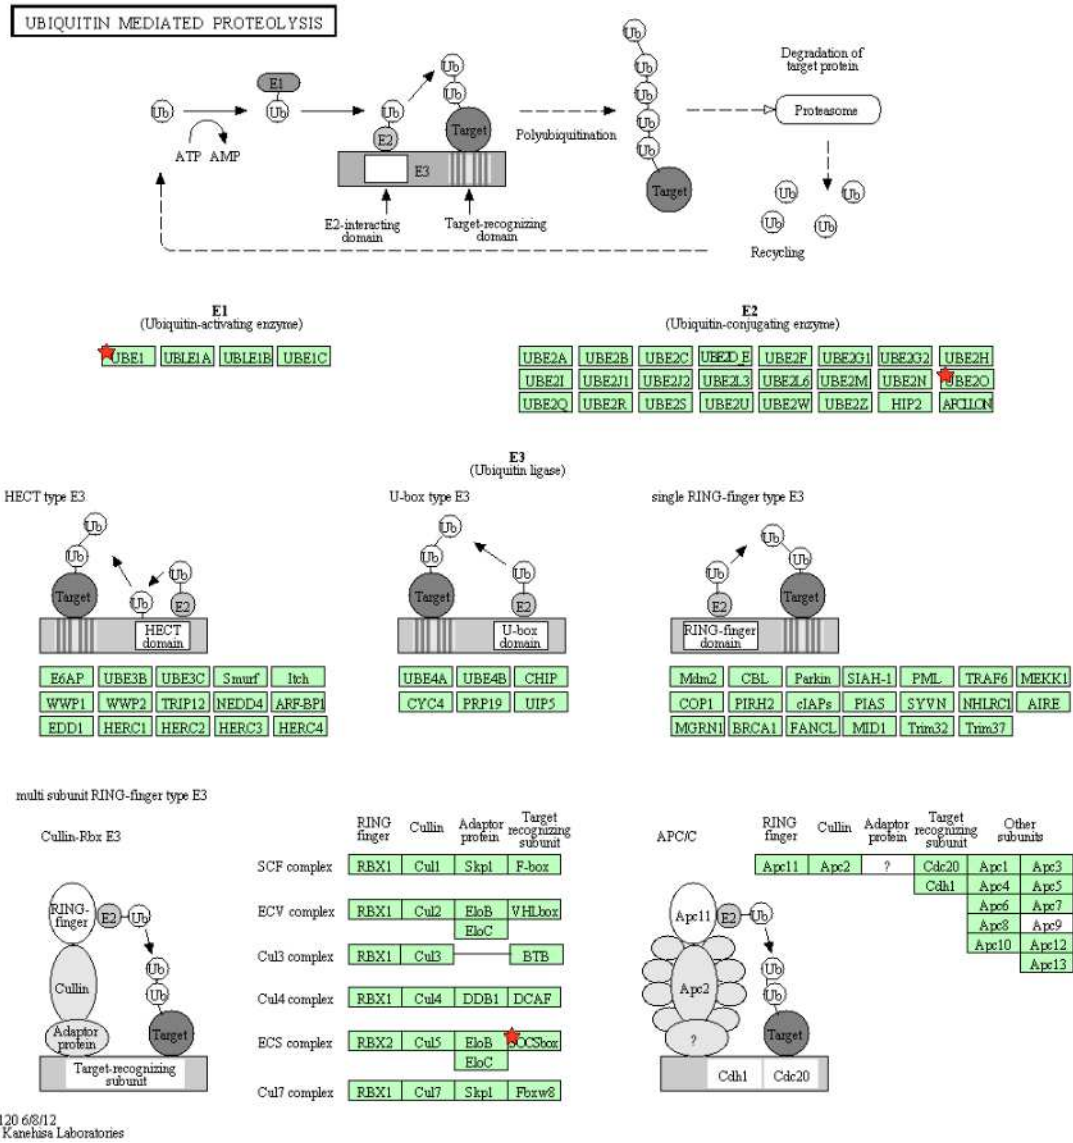 UBIQUITIN MEDIATED PROTEOLYSIS
Ub
ATP AMP
E1
Ub
Ub
E2
Ub
Ub
Target
E3
E2-interacting
domain
Target-recognizing
domain
Polyubiquitination
Ub
Ub
Ub
Ub
Ub
Target
Degradation of
target protein
Proteasome
Ub Ub
Ub Ub
Recycling
E1
(Ubiquitin-activating enzyme)
UBE1 UBLE1A UBLE1B UBE1C
E2
(Ubiquitin-conjugating enzyme)
UBE2A UBE2B UBE2C UBE2D_E UBE2F UBE2G1 UBE2G2 UBE2H
UBE2I UBE2J1 UBE2J2 UBE2L3 UBE2L6 UBE2M UBE2N UBE2O
UBE2Q UBE2R UBE2S UBE2U UBE2W UBE2Z HIP2 APOLLON
E3
(Ubiquitin ligase)
HECT type E3
Ub
Ub
Target
Ub
Ub
E2
HECT
domain
E6AP UBE3B UBE3C Smurf Itch
WWP1 WWP2 TRIP12 NEDD4 ARF-BP1
EDD1 HERC1 HERC2 HERC3 HERC4
U-box type E3
Ub
Ub
Target
Ub
E2
U-box
domain
UBE4A UBE4B CHIP
CYC4 PRP19 UIP5
single RING-finger type E3
Ub
E2
Ub
Ub
Target
RING-finger
domain
Mdm2 CBL Parkin SIAH-1 PML TRAF6 MEKK1
COP1 PIRH2 cIAPs PIAS SYVN NHLRC1 AIRE
MGRN1 BRCA1 FANCL MID1 Trim32 Trim37
multi subunit RING-finger type E3
Cullin-Rbx E3
RING-
finger
E2 Ub
Cullin
Ub
Ub
Adaptor
protein
Target
Target-recognizing
subunit
RING
finger
Cullin
Adaptor
protein
Target
recognizing
subunit
SCF complex RBX1 Cul1 Skp1 F-box
ECV complex RBX1 Cul2 EloB VHLbox
EloC
Cul3 complex RBX1 Cul3 BTB
Cul4 complex RBX1 Cul4 DDB1 DCAF
ECS complex RBX2 Cul5 EloB SOCSbox
EloC
Cul7 complex RBX1 Cul7 Skp1 Fbxw8
APC/C
Apc11
E2 Ub
Apc2
Ub
Ub
?
Target
Cdh1 Cdc20
RING
finger
Cullin
Adaptor
protein
Target
recognizing
subunit
Other
subunits
Apc11 Apc2 ? Cdc20 Apc1 Apc3
Cdh1 Apc4 Apc5
Apc6 Apc7
Apc8 Apc9
Apc10 Apc12
Apc13
120 6/8/12
Kanehisa Laboratories